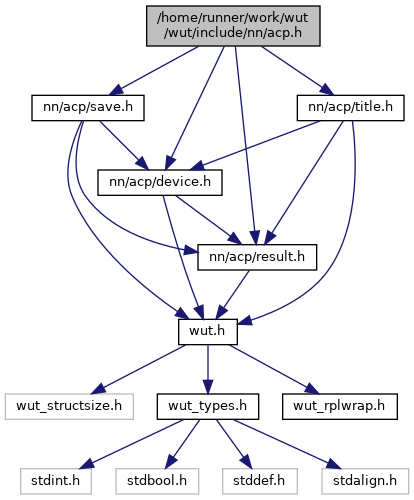 /home/runner/work/wut
/wut/include/nn/acp.h
nn/acp/save.h
nn/acp/title.h
nn/acp/device.h
nn/acp/result.h
wut.h
wut_structsize.h
wut_types.h
wut_rplwrap.h
stdint.h
stdbool.h
stddef.h
stdalign.h